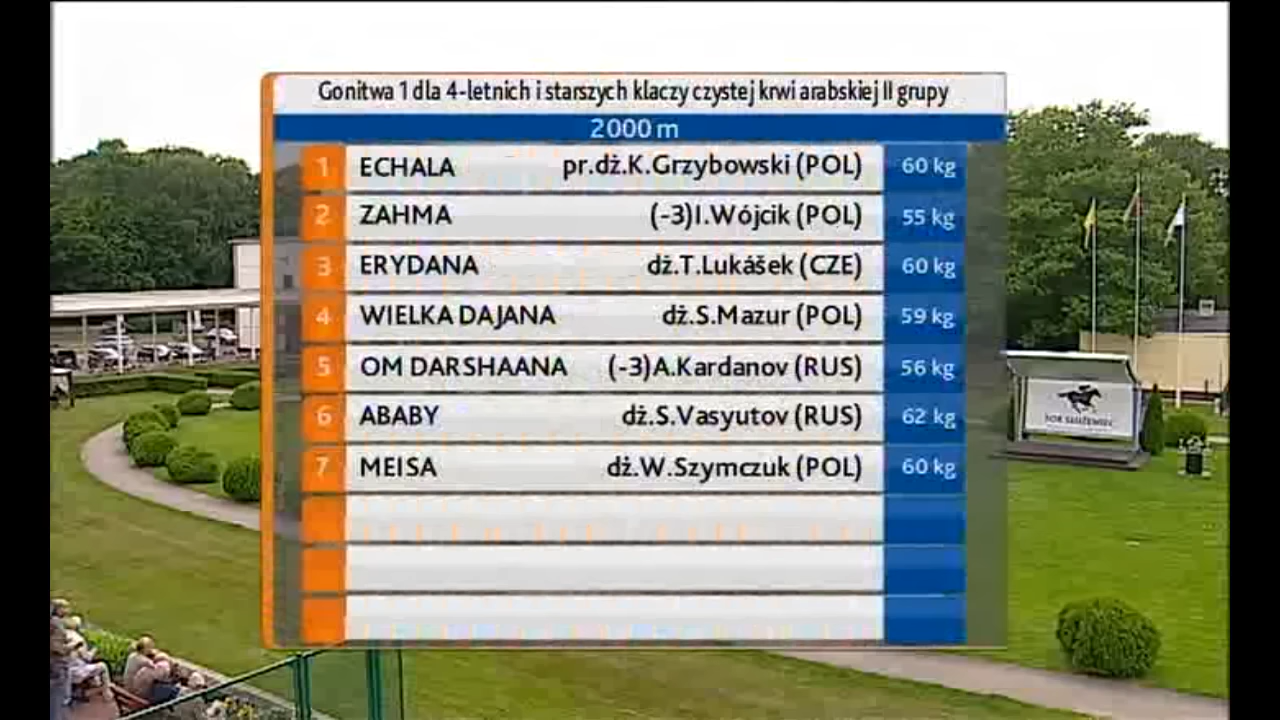 Gonitwa 1 dla 4-letnich i starszych klaczy czystej krwi arabskiej II grupy
2000 m
1 ECHALA pr.dż.K.Grzybowski (POL) 60 kg
2 ZAHMA (-3)I.Wójcik (POL) 55 kg
3 ERYDANA dż.T.Lukášek (CZE) 60 kg
4 WIELKA DAJANA dż.S.Mazur (POL) 59 kg
5 OM DARSHAANA (-3)A.Kardanov (RUS) 56 kg
6 ABABY dż.S.Vasyutov (RUS) 62 kg
7 MEISA dż.W.Szymczuk (POL) 60 kg
TOR SŁUŻEWIEC